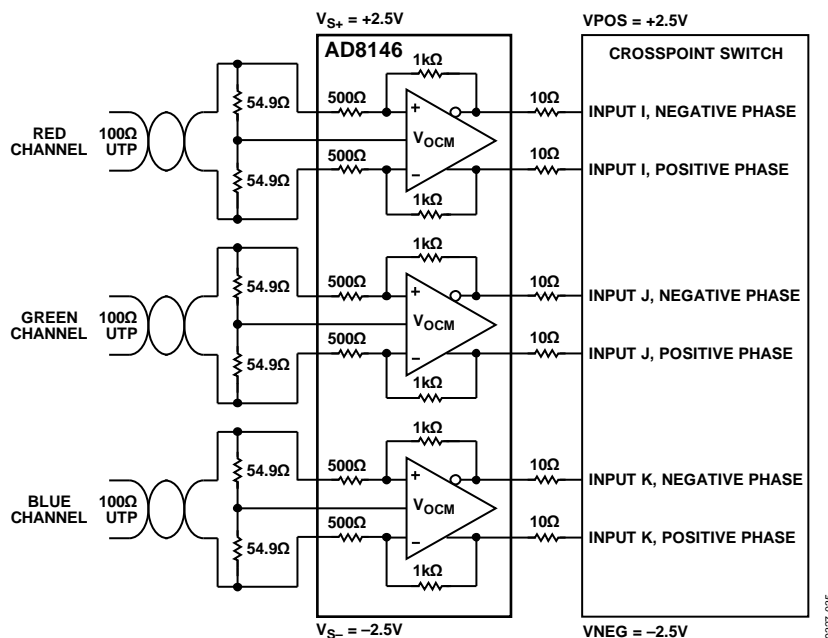 V_S+ = +2.5V
VPOS = +2.5V
AD8146
CROSSPOINT SWITCH
RED CHANNEL
100Ω UTP
54.9Ω
54.9Ω
500Ω
500Ω
1kΩ
+
V_OCM
−
1kΩ
10Ω
10Ω
INPUT I, NEGATIVE PHASE
INPUT I, POSITIVE PHASE
GREEN CHANNEL
100Ω UTP
54.9Ω
54.9Ω
500Ω
500Ω
1kΩ
+
V_OCM
−
1kΩ
10Ω
10Ω
INPUT J, NEGATIVE PHASE
INPUT J, POSITIVE PHASE
BLUE CHANNEL
100Ω UTP
54.9Ω
54.9Ω
500Ω
500Ω
1kΩ
+
V_OCM
−
1kΩ
10Ω
10Ω
INPUT K, NEGATIVE PHASE
INPUT K, POSITIVE PHASE
V_S− = −2.5V
VNEG = −2.5V